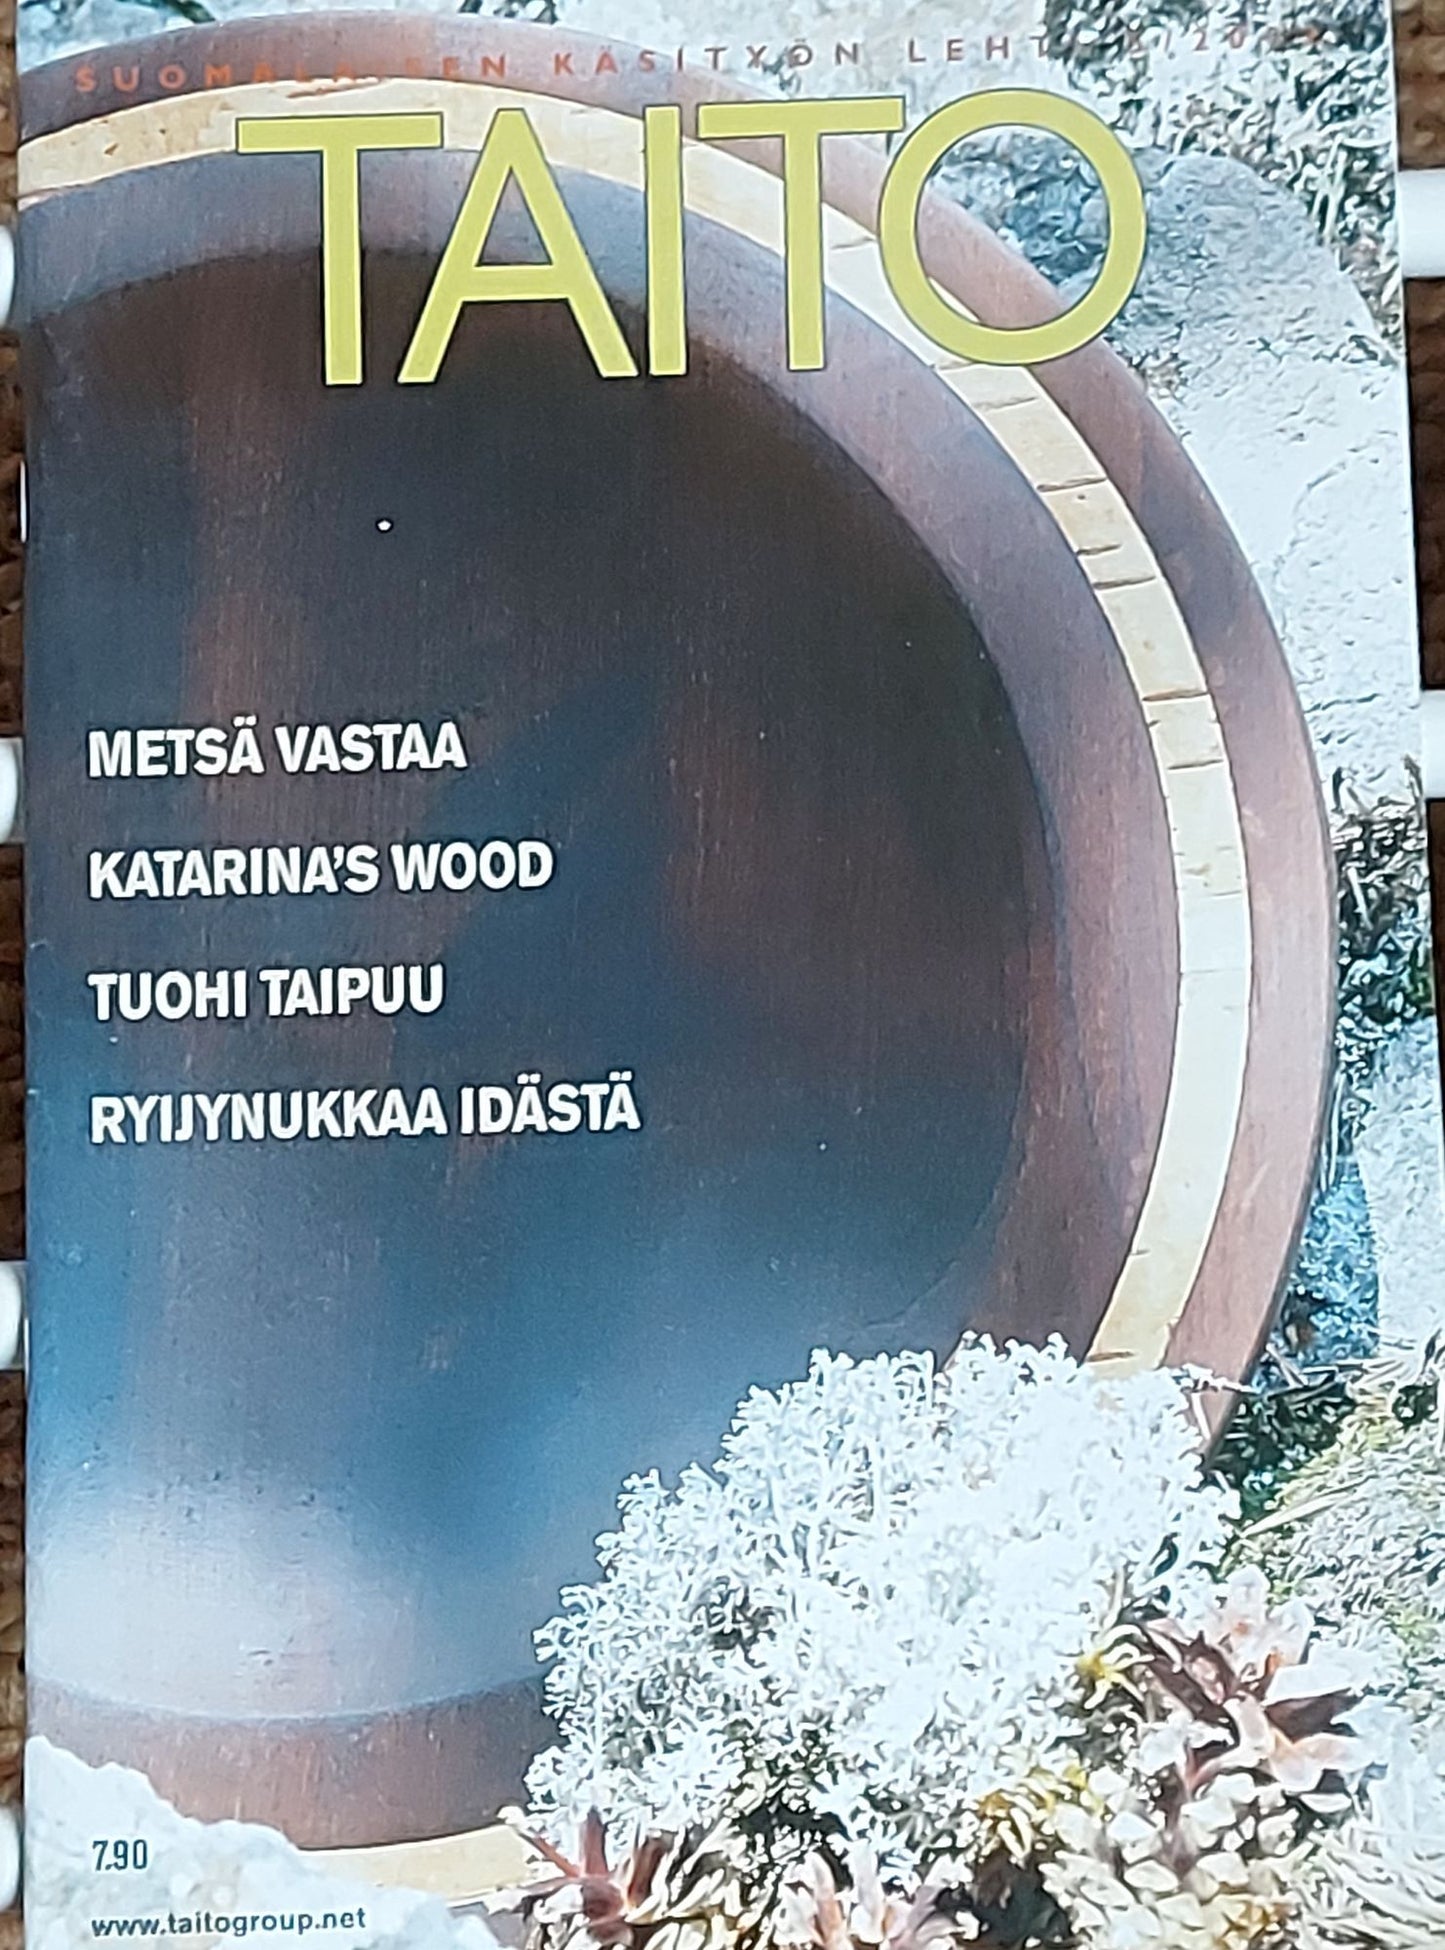 SUOMALAISEN KÄSITYÖN LEHTI
TAITO
METSÄ VASTAA
KATARINA'S WOOD
TUOHI TAIPUU
RYIJYNUKKAA IDÄSTÄ
7.90
www.taitogroup.net